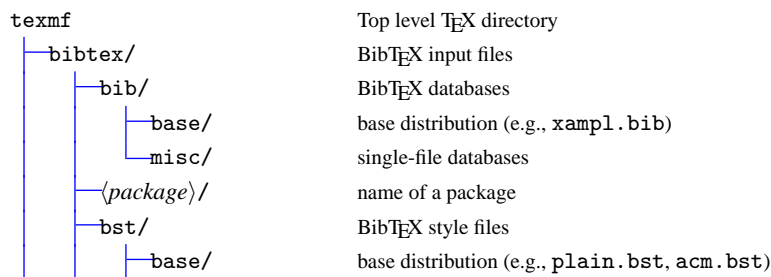 texmf Top level TEX directory
bibtex/ BibTEX input files
bib/ BibTEX databases
base/ base distribution (e.g., xampl.bib)
misc/ single-file databases
⟨package⟩/ name of a package
bst/ BibTEX style files
base/ base distribution (e.g., plain.bst, acm.bst)